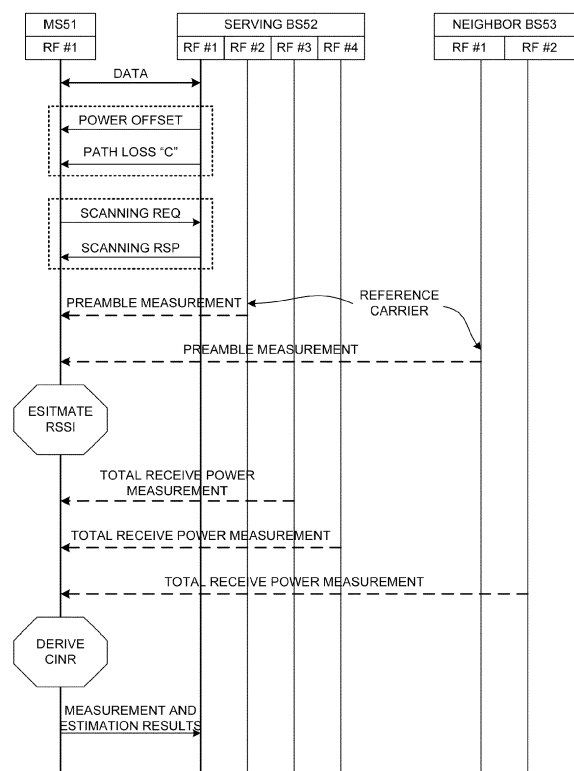 MS51
SERVING BS52
NEIGHBOR BS53
RF #1
RF #1
RF #2
RF #3
RF #4
RF #1
RF #2
DATA
POWER OFFSET
PATH LOSS “C”
SCANNING REQ
SCANNING RSP
PREAMBLE MEASUREMENT
REFERENCE
CARRIER
PREAMBLE MEASUREMENT
ESITMATE
RSSI
TOTAL RECEIVE POWER
MEASUREMENT
TOTAL RECEIVE POWER MEASUREMENT
TOTAL RECEIVE POWER MEASUREMENT
DERIVE
CINR
MEASUREMENT AND
ESTIMATION RESULTS